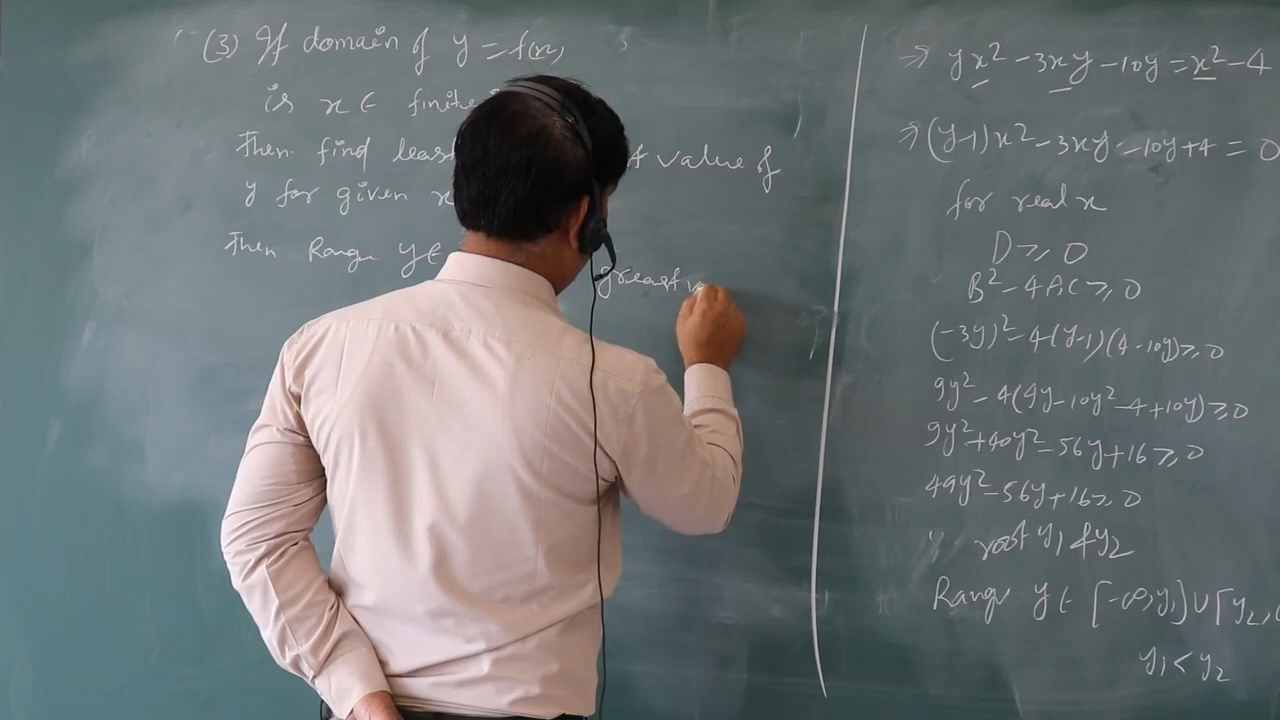 (3) If domain of y = f(x)
is x ∈ finite
Then find least value of
y for given x
Then Range y ∈
greast v
⇒ yx² - 3xy - 10y = x² - 4
⇒ (y-1)x² - 3xy - 10y + 4 = 0
for real x
D ≥ 0
B² - 4AC ≥ 0
(-3y)² - 4(y-1)(4-10y) ≥ 0
9y² - 4(4y - 10y² - 4 + 10y) ≥ 0
9y² + 40y² - 56y + 16 ≥ 0
49y² - 56y + 16 ≥ 0
root y₁ & y₂
Range y ∈ [-∞, y₁] ∪ [y₂,
y₁ < y₂